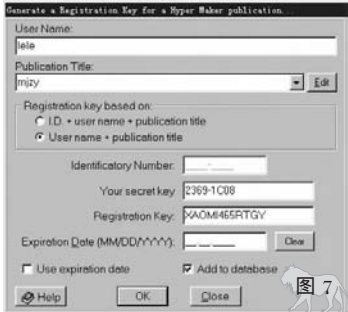 Generate a Registration Key for a Hyper Maker publication...
User Name:
lele
Publication Title:
mjzy
Edit
Registration key based on:
I.D. + user name + publication title
User name + publication title
Identificatory Number:
Your secret key
2369-1C08
Registration Key:
XAOMI465RTGY
Expiration Date (MM/DD/YYYY):
Clear
Use expiration date
Add to database
Help
OK
Close
图 7